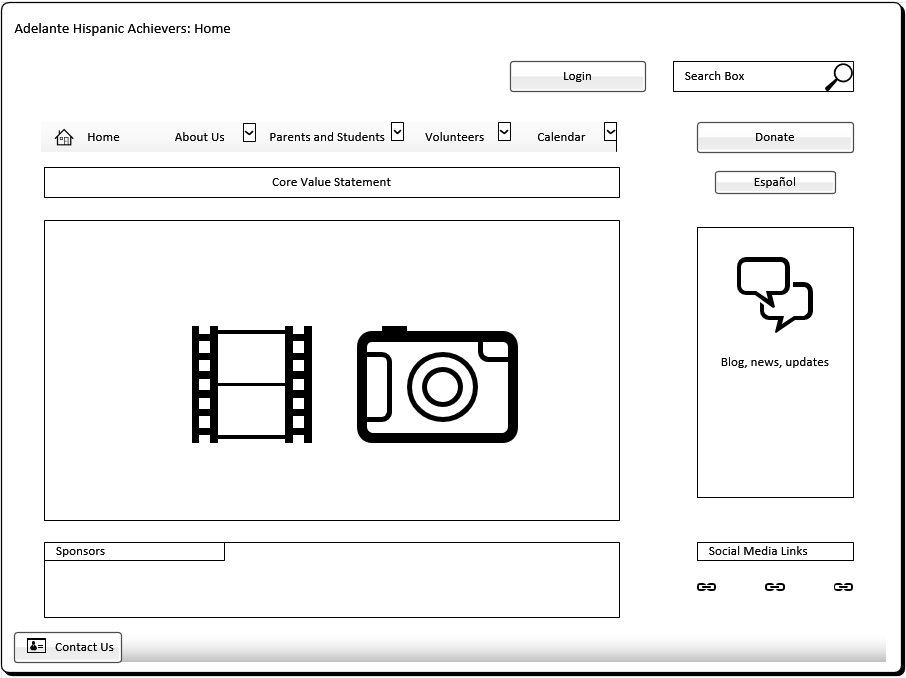 Adelante Hispanic Achievers: Home
Login
Search Box
Home
About Us
Parents and Students
Volunteers
Calendar
Donate
Core Value Statement
Español
Blog, news, updates
Sponsors
Social Media Links
Contact Us